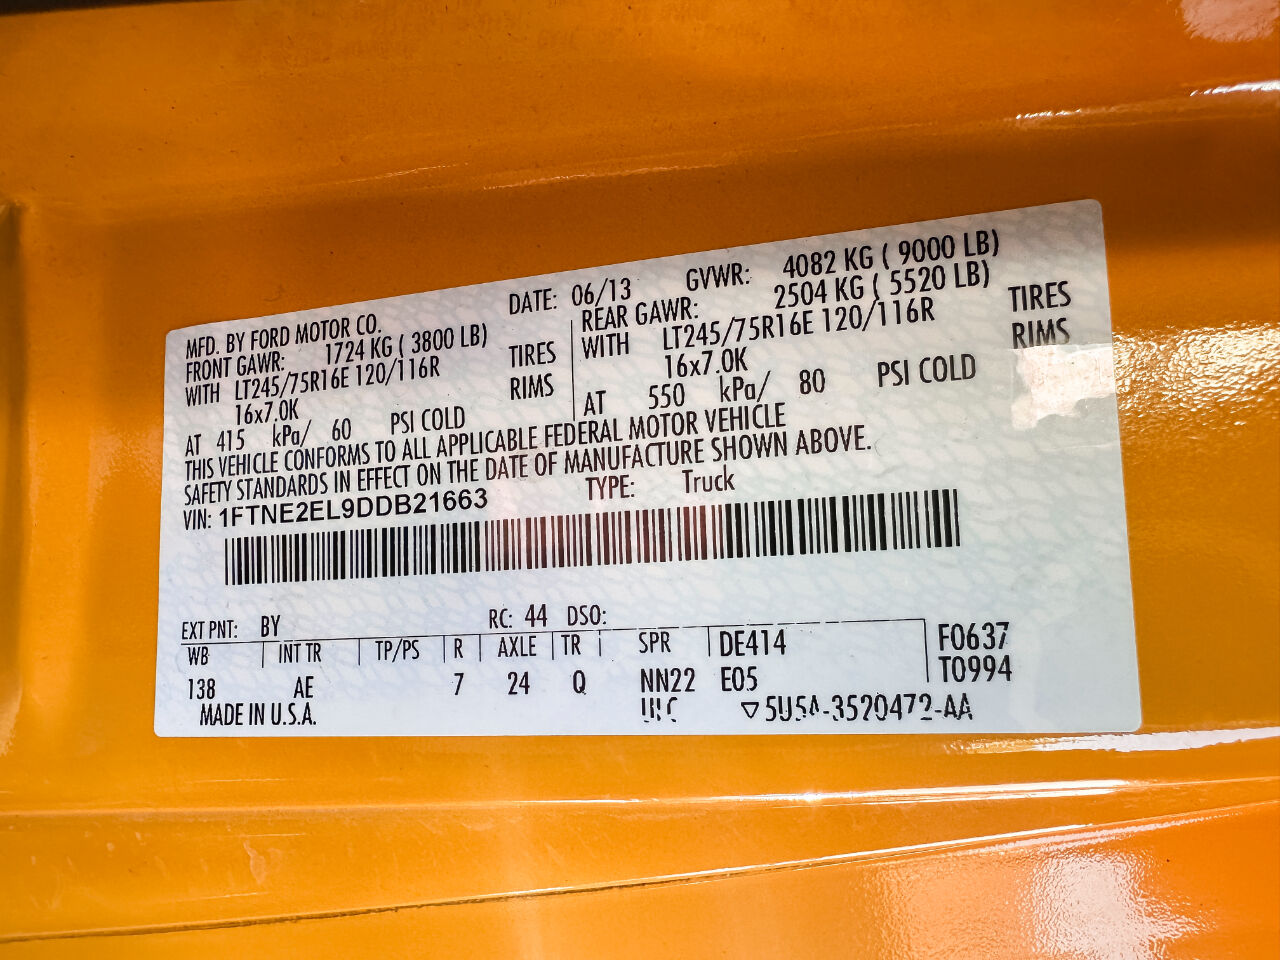 MFD. BY FORD MOTOR CO. DATE: 06/13 GVWR: 4082 KG ( 9000 LB)
FRONT GAWR: 1724 KG ( 3800 LB) REAR GAWR: 2504 KG ( 5520 LB)
WITH LT245/75R16E 120/116R TIRES WITH LT245/75R16E 120/116R TIRES
16x7.0K RIMS 16x7.0K RIMS
AT 415 kPa/ 60 PSI COLD AT 550 kPa/ 80 PSI COLD
THIS VEHICLE CONFORMS TO ALL APPLICABLE FEDERAL MOTOR VEHICLE
SAFETY STANDARDS IN EFFECT ON THE DATE OF MANUFACTURE SHOWN ABOVE.
VIN: 1FTNE2EL9DDB21663 TYPE: Truck
EXT PNT: BY RC: 44 DSO:
WB INT TR TP/PS R AXLE TR SPR DE414 F0637
138 AE 7 24 Q NN22 E05 T0994
MADE IN U.S.A. ▽5U5A-3520472-AA